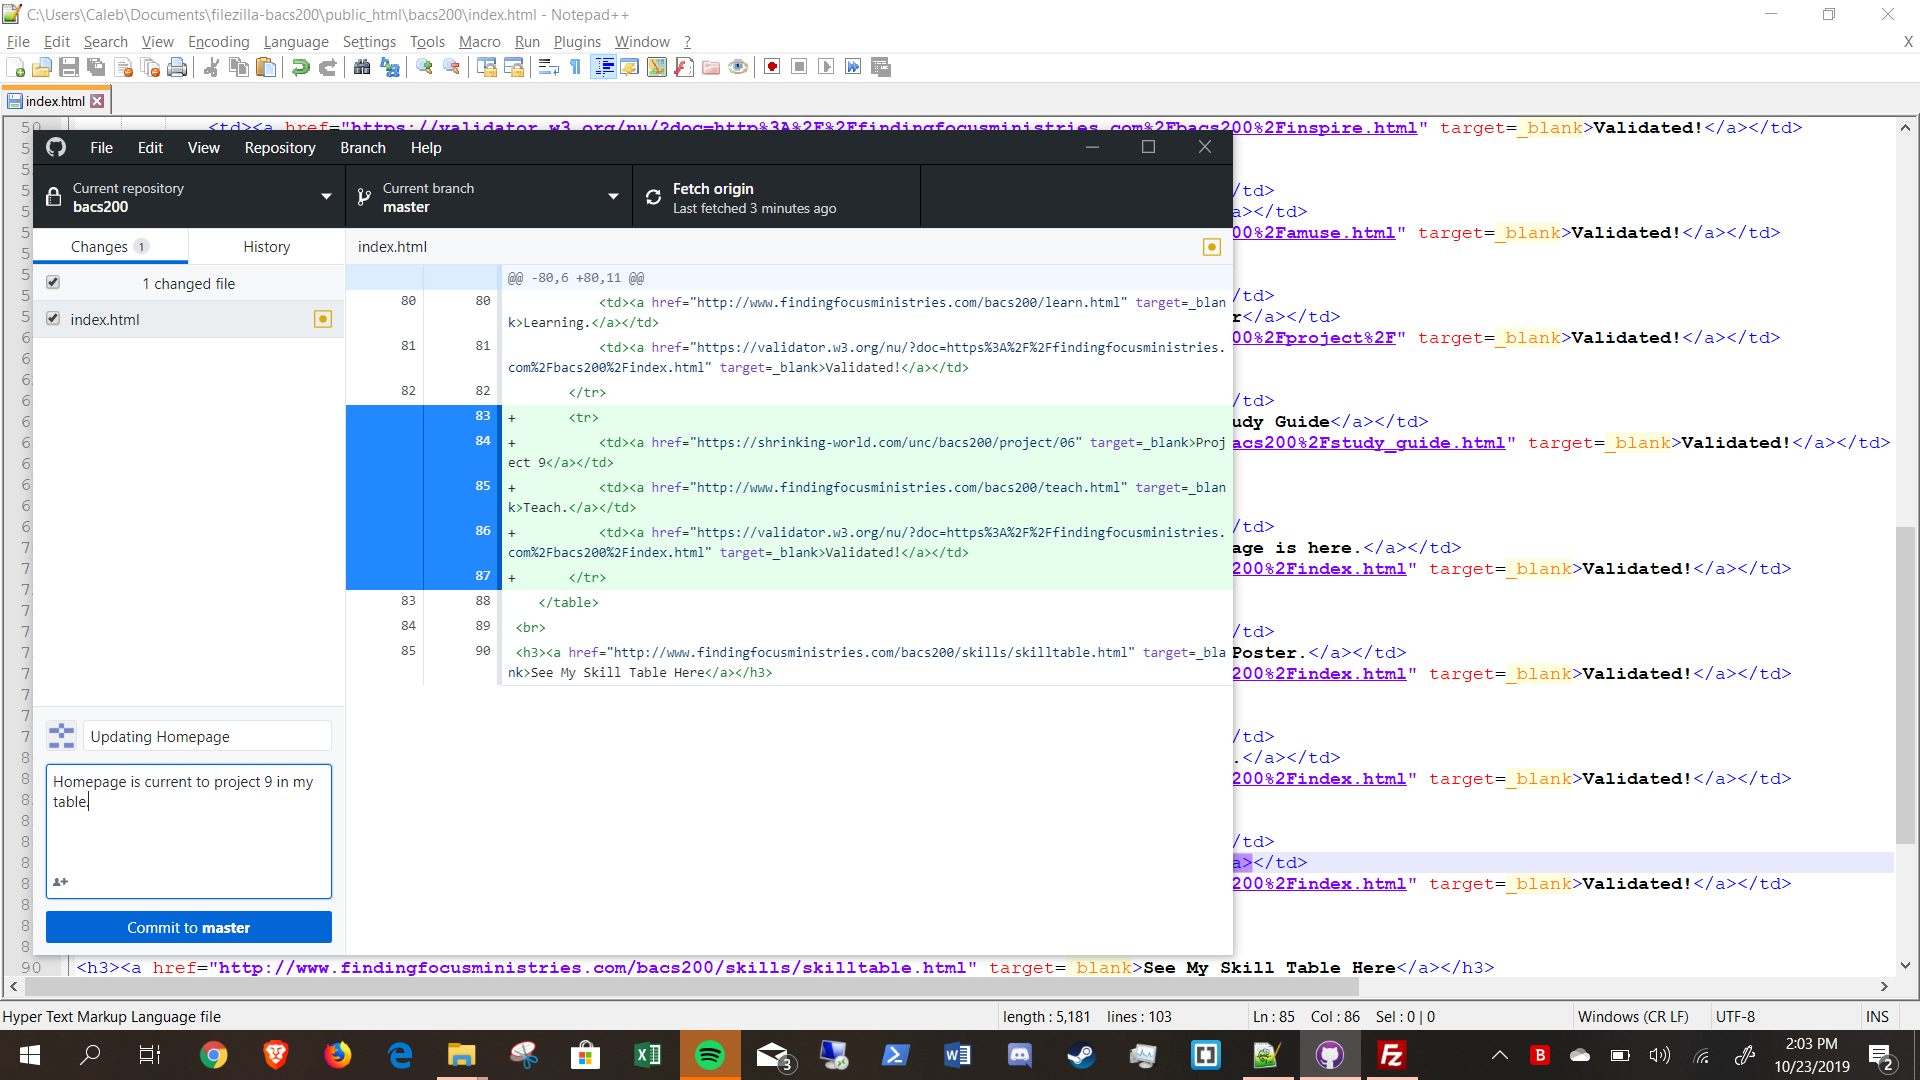 C:\Users\Caleb\Documents\filezilla-bacs200\public_html\bacs200\index.html - Notepad++
File Edit Search View Encoding Language Settings Tools Macro Run Plugins Window ? X
index.html
50 <td><a href="https://validator.w3.org/nu/?doc=http%3A%2F%2Ffindingfocusministries.com%2Fbacs200%2Finspire.html" target=_blank>Validated!</a></td>
File Edit View Repository Branch Help
Current repository
bacs200
Current branch
master
Fetch origin
Last fetched 3 minutes ago
Changes 1
History
index.html
1 changed file
index.html
@@ -80,6 +80,11 @@
80 80 <td><a href="http://www.findingfocusministries.com/bacs200/learn.html" target=_blan
k>Learning.</a></td>
81 81 <td><a href="https://validator.w3.org/nu/?doc=https%3A%2F%2Ffindingfocusministries.
com%2Fbacs200%2Findex.html" target=_blank>Validated!</a></td>
82 82 </tr>
83 + <tr>
84 + <td><a href="https://shrinking-world.com/unc/bacs200/project/06" target=_blank>Proj
ect 9</a></td>
85 + <td><a href="http://www.findingfocusministries.com/bacs200/teach.html" target=_blan
k>Teach.</a></td>
86 + <td><a href="https://validator.w3.org/nu/?doc=https%3A%2F%2Ffindingfocusministries.
com%2Fbacs200%2Findex.html" target=_blank>Validated!</a></td>
87 + </tr>
83 88 </table>
84 89 <br>
85 90 <h3><a href="http://www.findingfocusministries.com/bacs200/skills/skilltable.html" target=_bla
nk>See My Skill Table Here</a></h3>
Updating Homepage
Homepage is current to project 9 in my
table.
Commit to master
/td>
a></td>
00%2Famuse.html" target=_blank>Validated!</a></td>
/td>
r</a></td>
00%2Fproject%2F" target=_blank>Validated!</a></td>
/td>
udy Guide</a></td>
acs200%2Fstudy_guide.html" target=_blank>Validated!</a></td>
/td>
age is here.</a></td>
200%2Findex.html" target=_blank>Validated!</a></td>
/td>
Poster.</a></td>
200%2Findex.html" target=_blank>Validated!</a></td>
/td>
.</a></td>
200%2Findex.html" target=_blank>Validated!</a></td>
/td>
a></td>
200%2Findex.html" target=_blank>Validated!</a></td>
90 <h3><a href="http://www.findingfocusministries.com/bacs200/skills/skilltable.html" target=_blank>See My Skill Table Here</a></h3>
Hyper Text Markup Language file length : 5,181 lines : 103 Ln : 85 Col : 86 Sel : 0 | 0 Windows (CR LF) UTF-8 INS
3
2:03 PM
10/23/2019
2